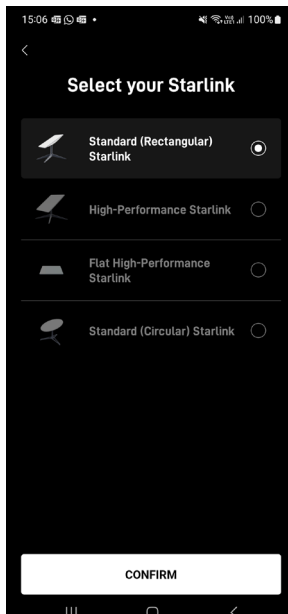 15:06 100%
Select your Starlink
Standard (Rectangular)
Starlink
High-Performance Starlink
Flat High-Performance
Starlink
Standard (Circular) Starlink
CONFIRM